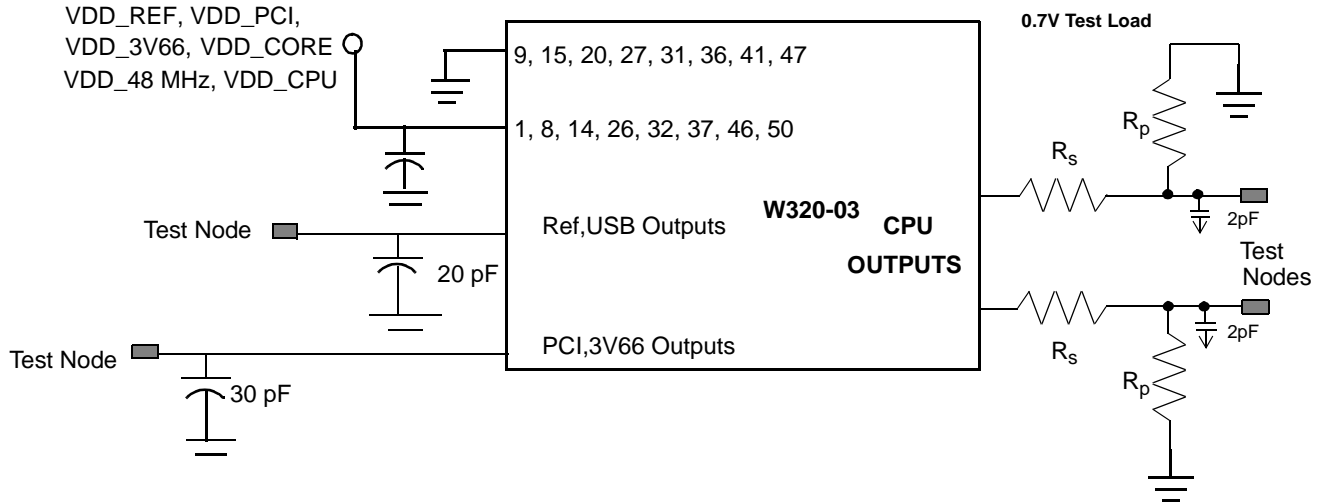 VDD_REF, VDD_PCI,
VDD_3V66, VDD_CORE
VDD_48 MHz, VDD_CPU
0.7V Test Load
9, 15, 20, 27, 31, 36, 41, 47
1, 8, 14, 26, 32, 37, 46, 50
Rp
Rs
W320-03
CPU
OUTPUTS
2pF
Test Node
Ref,USB Outputs
20 pF
Test
Nodes
2pF
Rs
Rp
Test Node
PCI,3V66 Outputs
30 pF